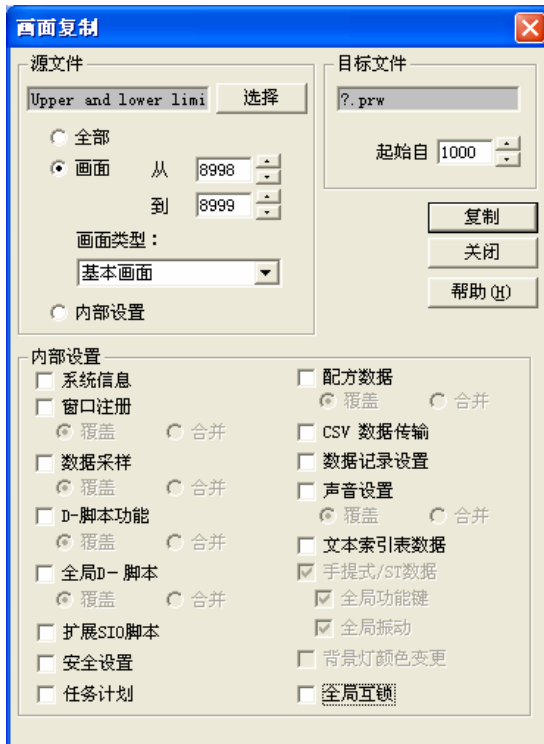 画面复制
源文件
Upper and lower limi 选择
全部
画面 从 8998
到 8999
画面类型：
基本画面
内部设置
目标文件
?.prw
起始自 1000
复制
关闭
帮助(H)
内部设置
系统信息
窗口注册
覆盖 合并
数据采样
覆盖 合并
D-脚本功能
覆盖 合并
全局D- 脚本
覆盖 合并
扩展SIO脚本
安全设置
任务计划
配方数据
覆盖 合并
CSV 数据传输
数据记录设置
声音设置
覆盖 合并
文本索引表数据
手提式/ST数据
全局功能键
全局振动
背景灯颜色变更
全局互锁